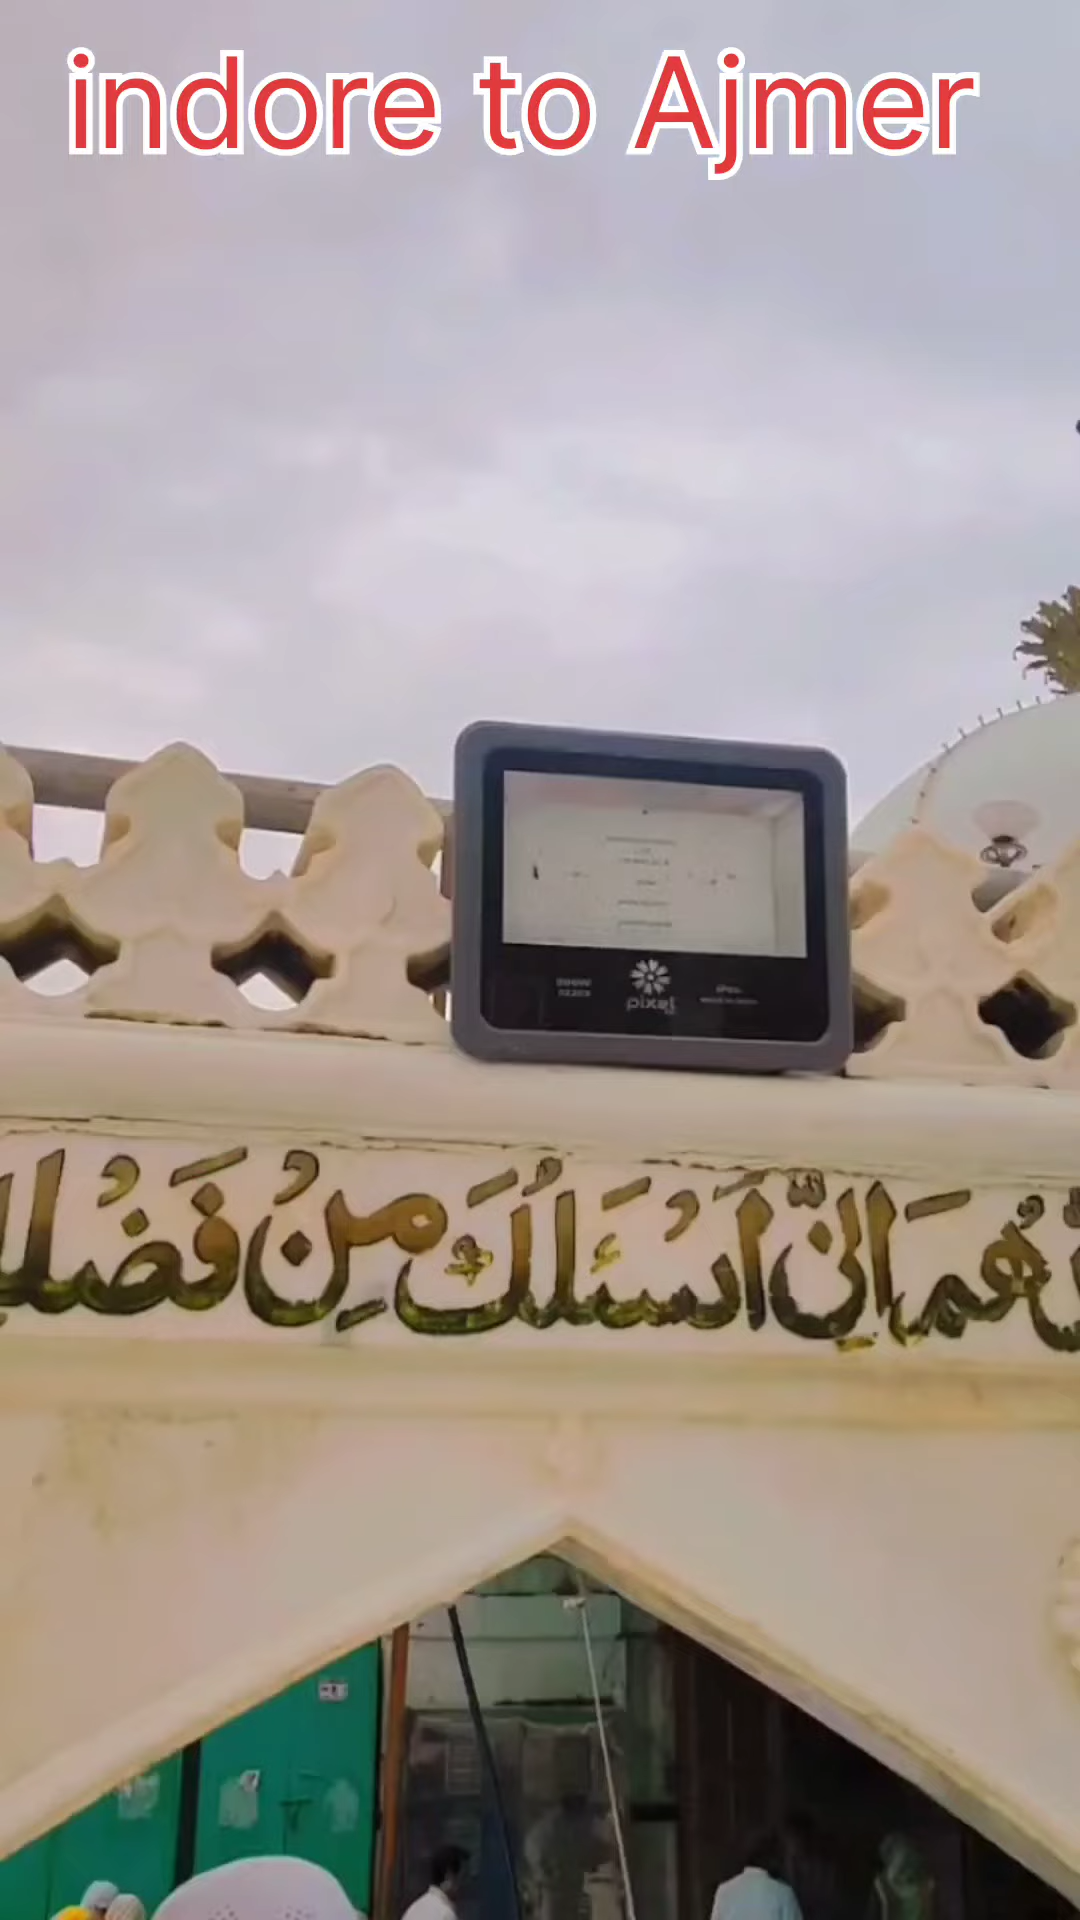 indore to Ajmer
pixel
هُمَ اِنِّی اَسْئَلُكَ مِنْ فَضْلِ